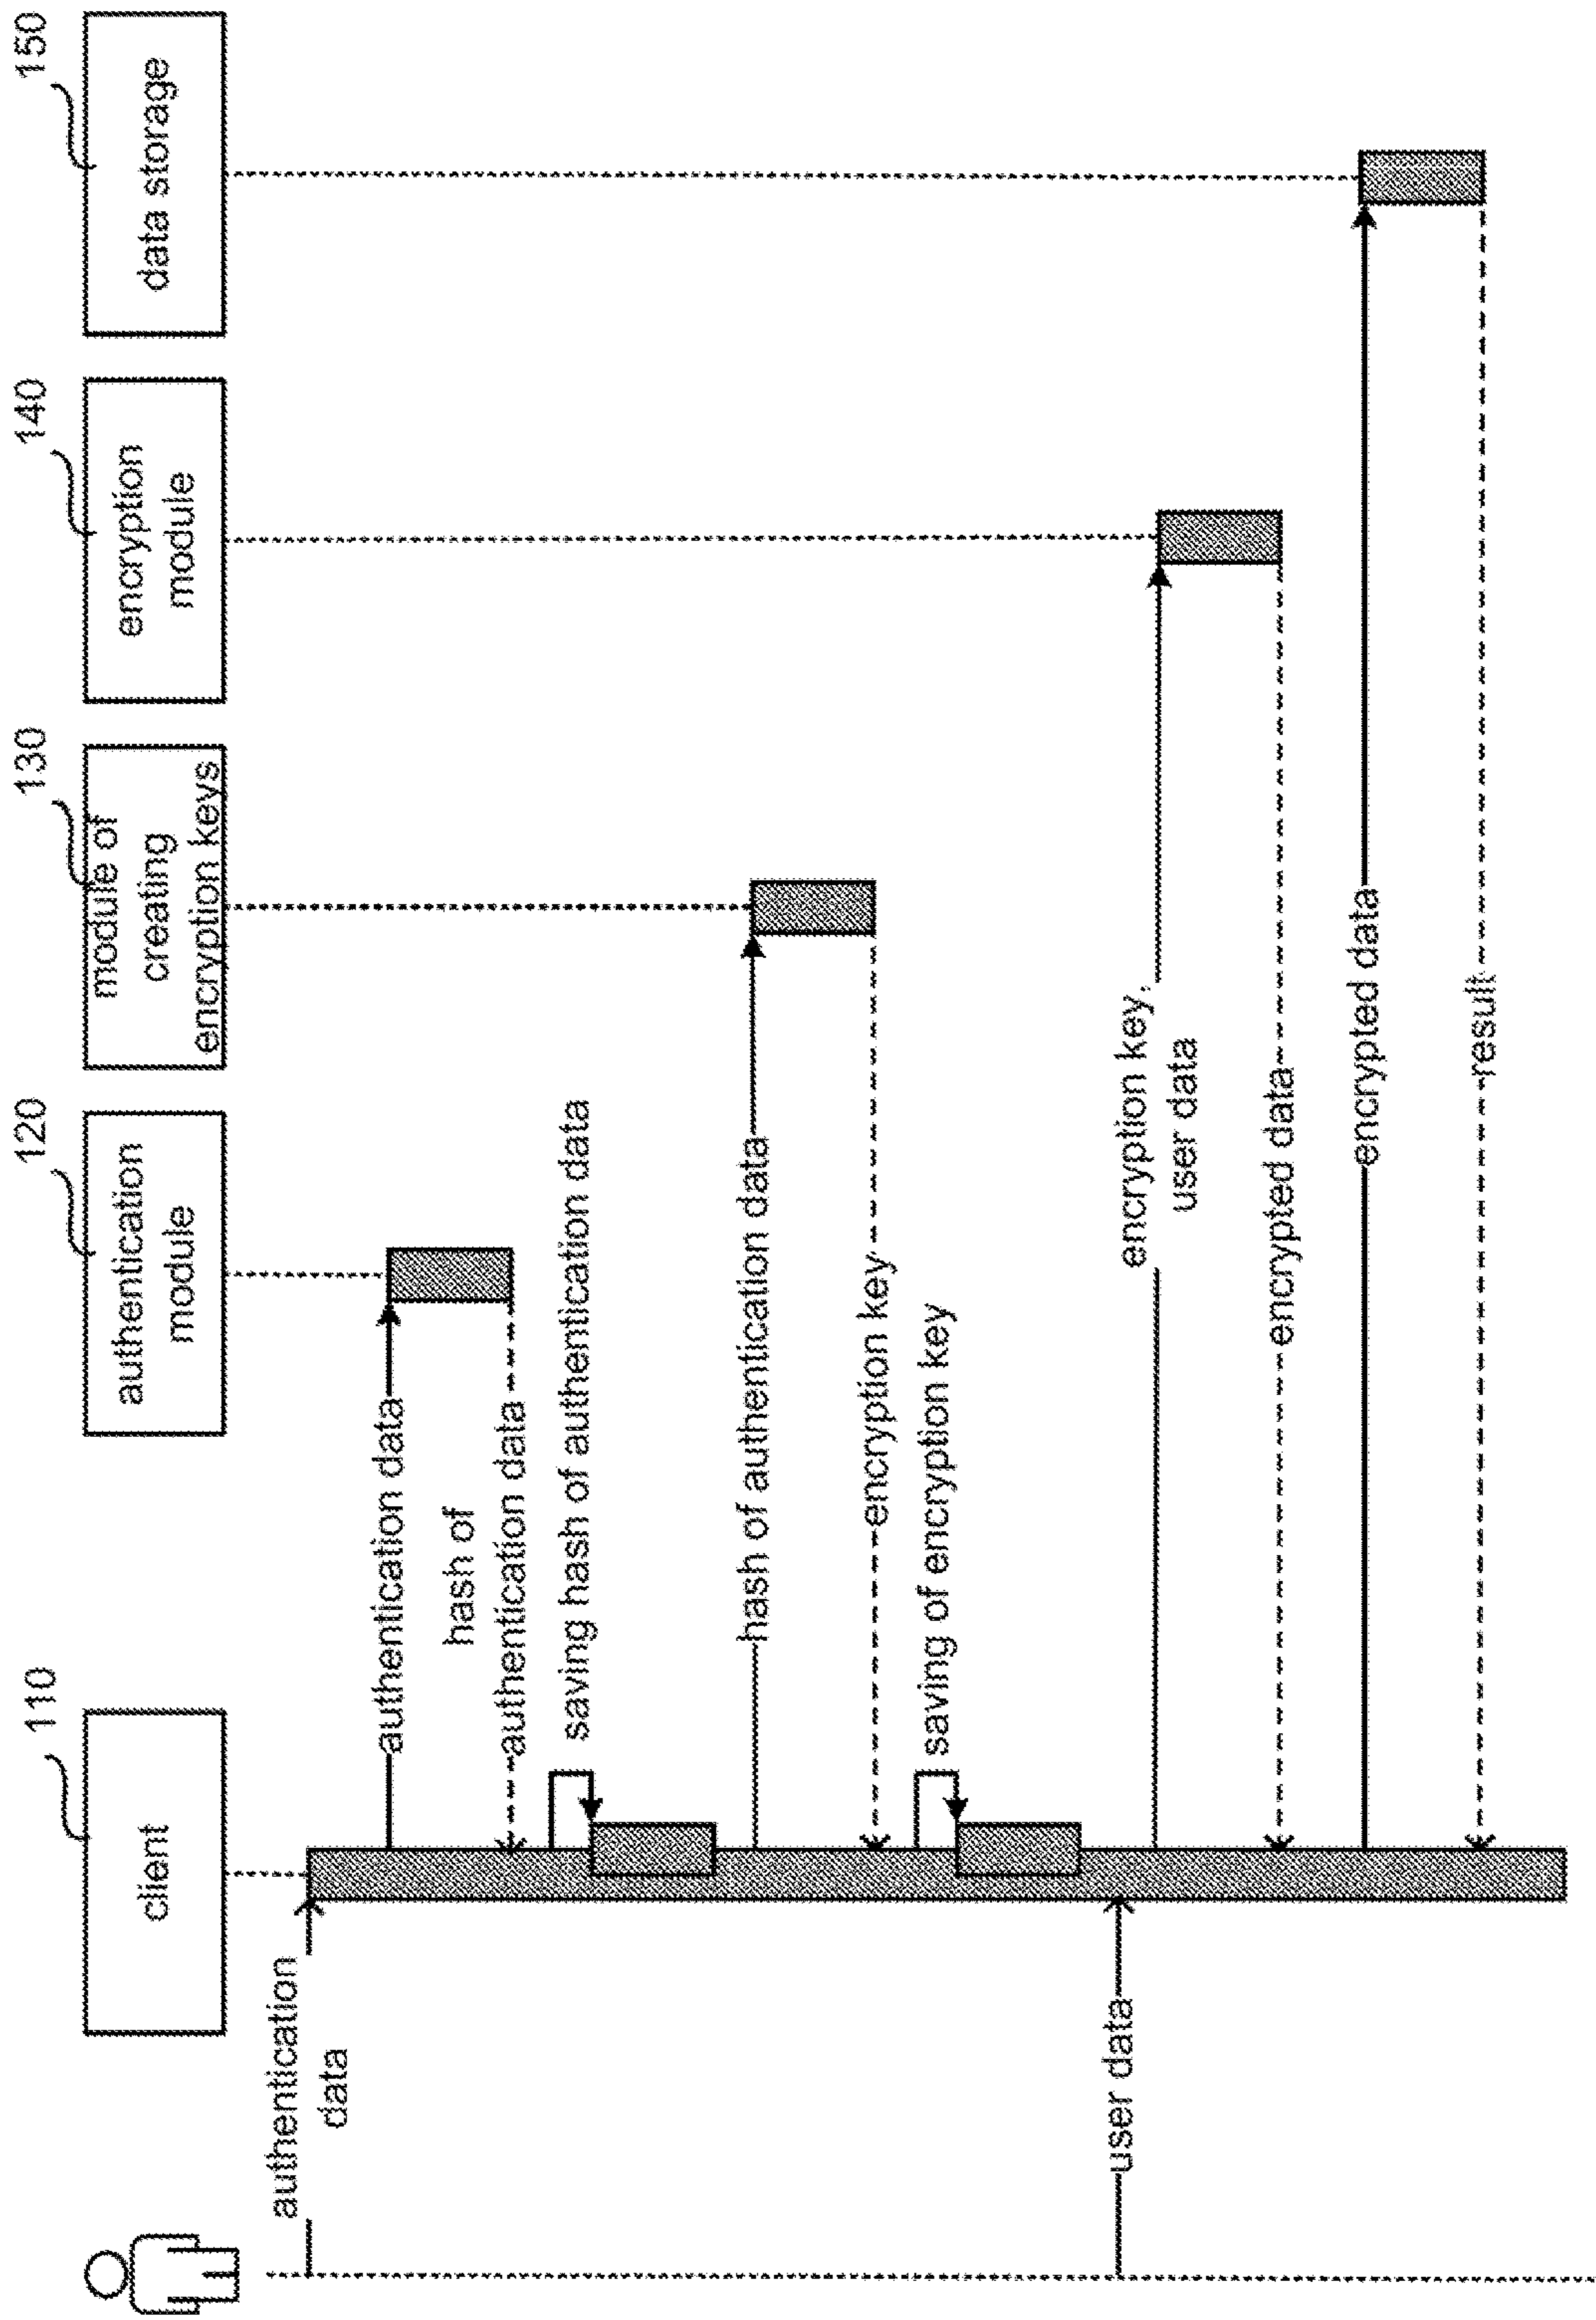 110
client
120
authentication
module
130
module of
creating
encryption keys
140
encryption
module
150
data storage
authentication
data
authentication data
hash of
authentication data
saving hash of authentication data
hash of authentication data
encryption key
saving of encryption key
user data
encryption key,
user data
encrypted data
encrypted data
result